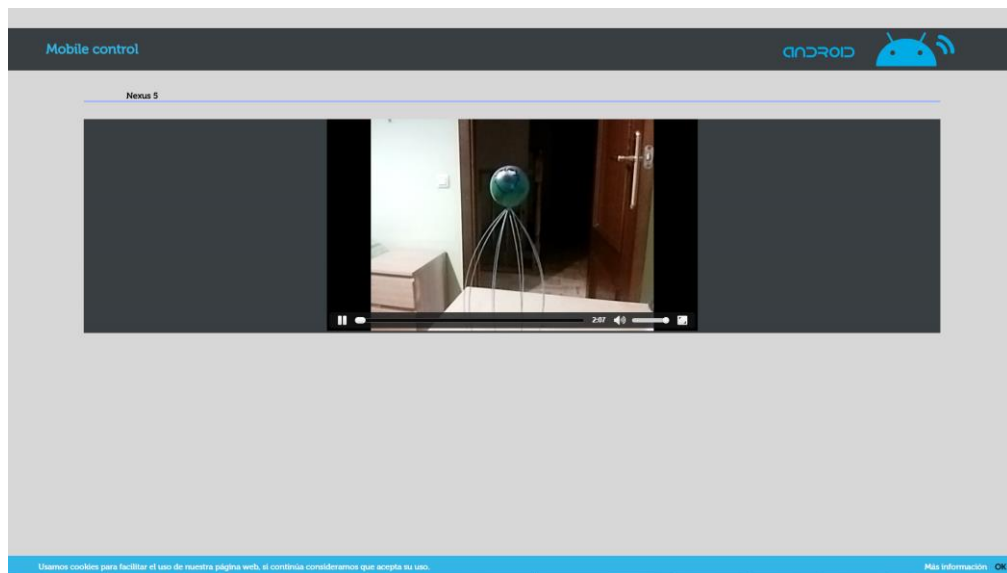 Mobile control
ANDROID
Nexus 5
2:07
Usamos cookies para facilitar el uso de nuestra página web, si continúa consideramos que acepta su uso.
Más información OK